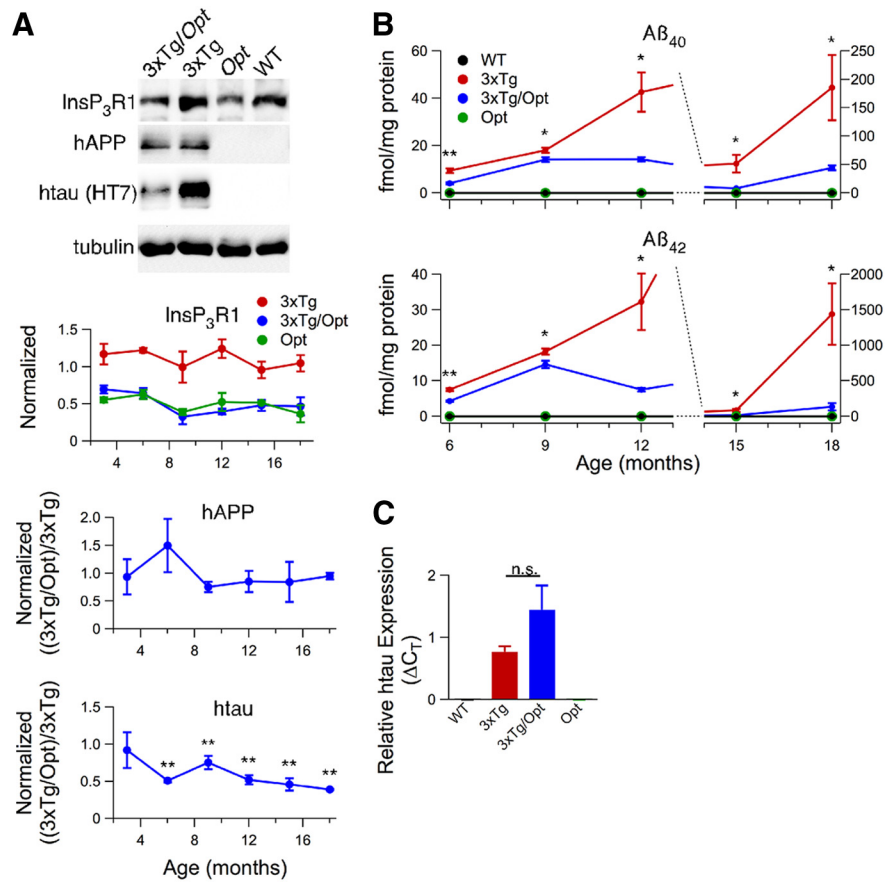 A
3xTg/Opt
3xTg
Opt
WT
InsP3R1
hAPP
htau (HT7)
tubulin
InsP3R1
3xTg
3xTg/Opt
Opt
Normalized
1.5
1.0
0.5
0
4 8 12 16
hAPP
Normalized
((3xTg/Opt)/3xTg)
2.0
1.5
1.0
0.5
0
4 8 12 16
htau
Normalized
((3xTg/Opt)/3xTg)
1.5
1.0
0.5
0
** ** ** ** **
4 8 12 16
Age (months)
B
Aß40
WT
3xTg
3xTg/Opt
Opt
fmol/mg protein
60
40
20
0
** * * * *
250
200
150
100
50
0
Aß42
fmol/mg protein
40
30
20
10
0
** * * * *
2000
1500
1000
500
0
6 9 12 15 18
Age (months)
C
n.s.
Relative htau Expression
(ΔCT)
2
1
0
WT
3xTg
3xTg/Opt
Opt